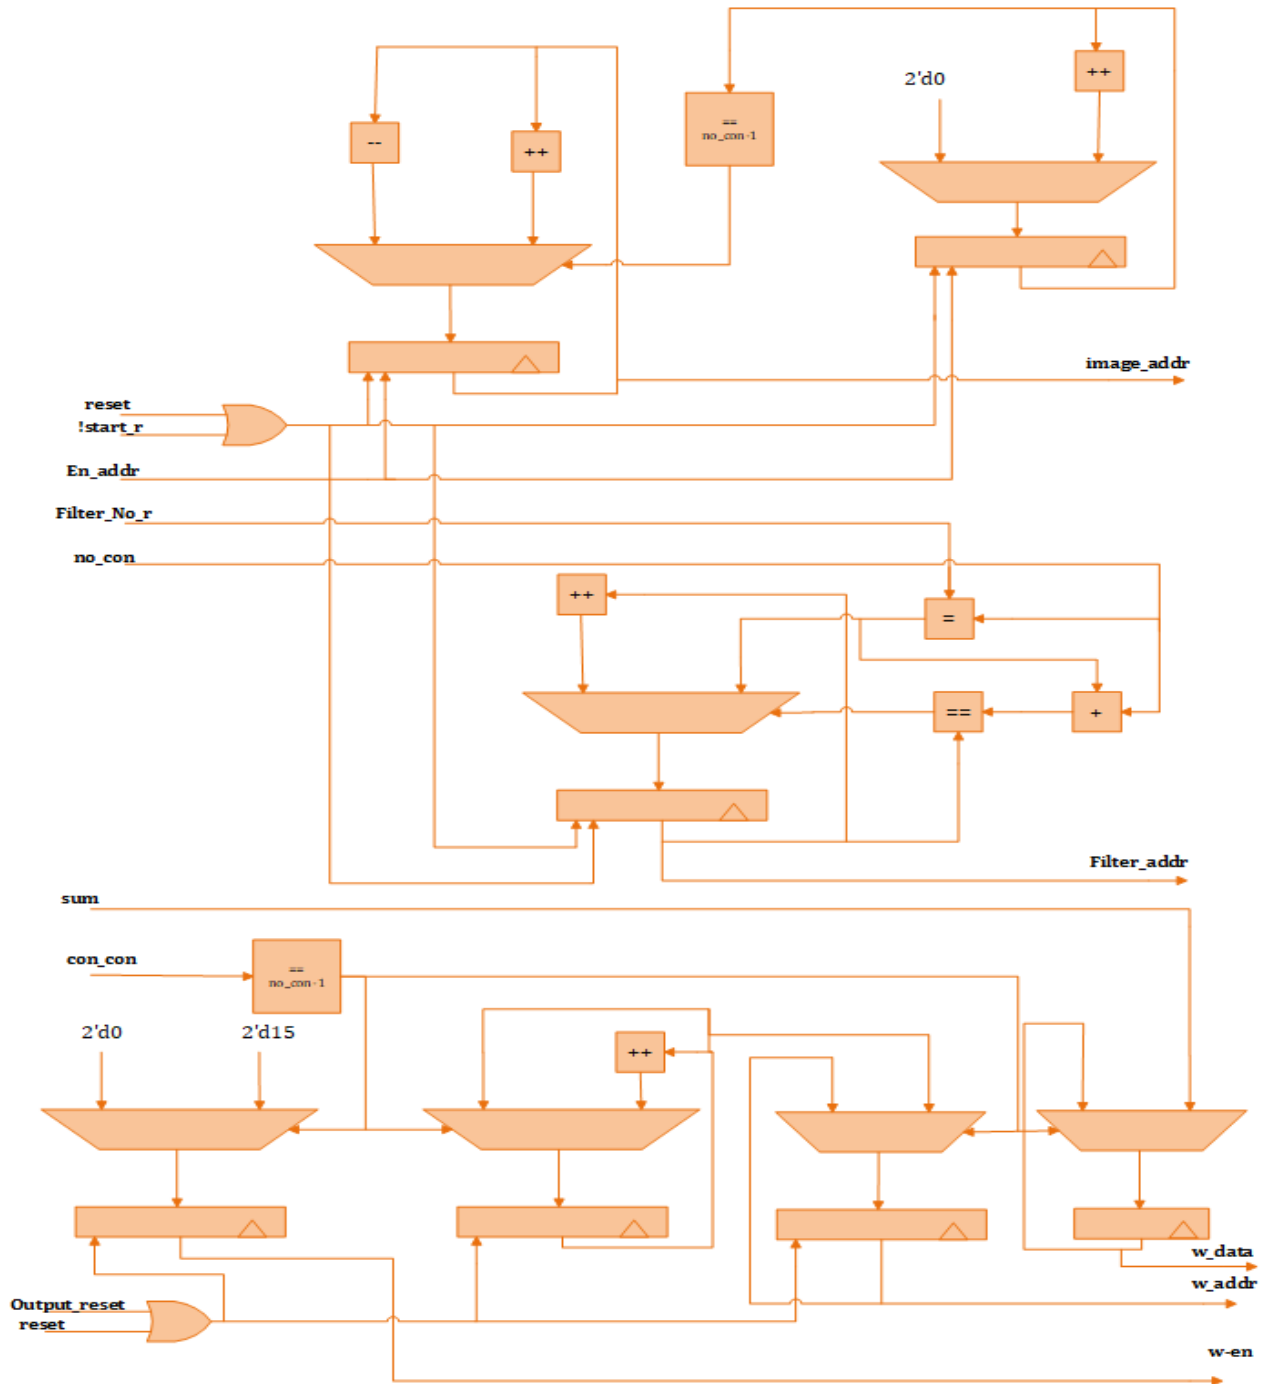 ++
2'd0
==
no_con-1
--
++
image_addr
reset
!start_r
En_addr
Filter_No_r
no_con
++
=
==
+
Filter_addr
sum
con_con
==
no_con-1
2'd0
2'd15
++
w_data
w_addr
Output_reset
reset
w-en